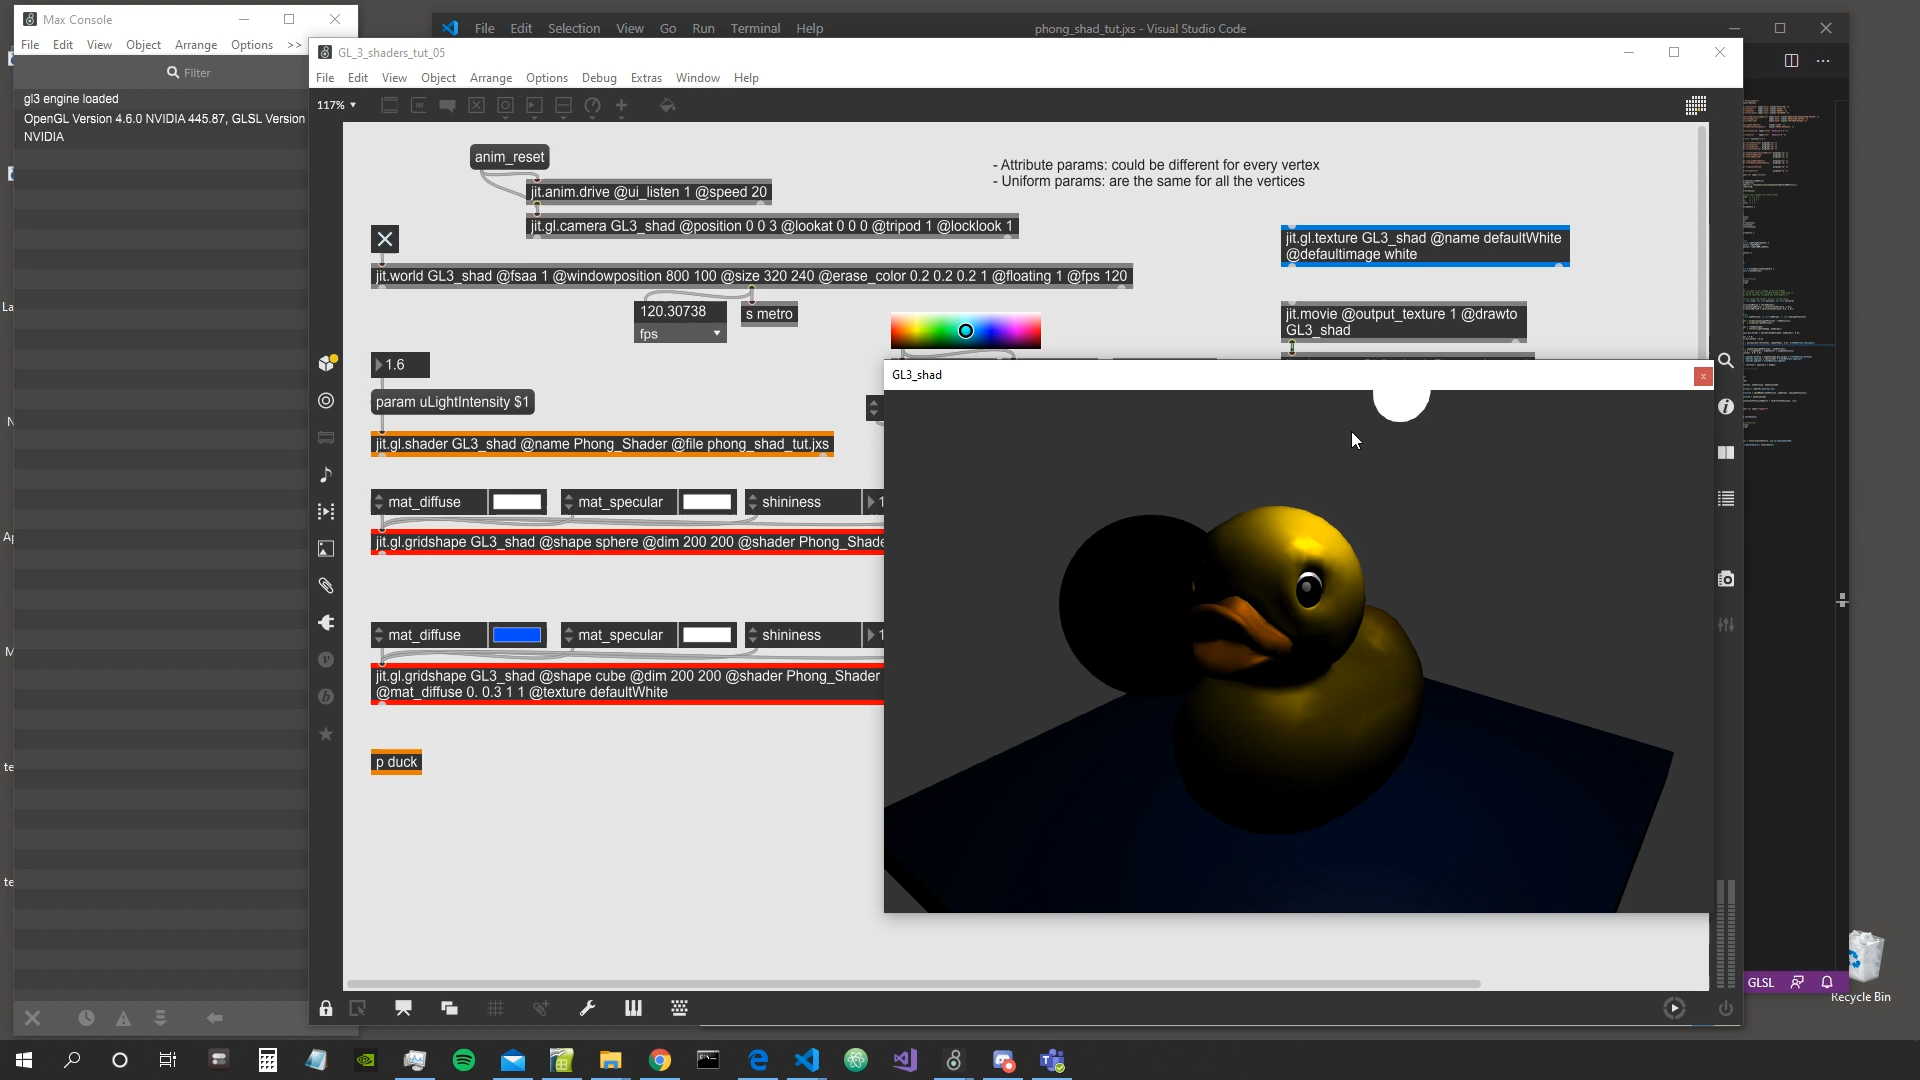 Max Console
File Edit View Object Arrange Options >>
Filter
gl3 engine loaded
OpenGL Version 4.6.0 NVIDIA 445.87, GLSL Version
NVIDIA
File Edit Selection View Go Run Terminal Help
phong_shad_tut.jxs - Visual Studio Code
GL_3_shaders_tut_05
File Edit View Object Arrange Options Debug Extras Window Help
117%
anim_reset
jit.anim.drive @ui_listen 1 @speed 20
jit.gl.camera GL3_shad @position 0 0 3 @lookat 0 0 0 @tripod 1 @locklook 1
- Attribute params: could be different for every vertex
- Uniform params: are the same for all the vertices
jit.world GL3_shad @fsaa 1 @windowposition 800 100 @size 320 240 @erase_color 0.2 0.2 0.2 1 @floating 1 @fps 120
jit.gl.texture GL3_shad @name defaultWhite
@defaultimage white
120.30738
fps
s metro
jit.movie @output_texture 1 @drawto
GL3_shad
1.6
param uLightIntensity $1
jit.gl.shader GL3_shad @name Phong_Shader @file phong_shad_tut.jxs
GL3_shad
x
mat_diffuse
mat_specular
shininess
1
jit.gl.gridshape GL3_shad @shape sphere @dim 200 200 @shader Phong_Shade
mat_diffuse
mat_specular
shininess
1
jit.gl.gridshape GL3_shad @shape cube @dim 200 200 @shader Phong_Shader
@mat_diffuse 0. 0.3 1 1 @texture defaultWhite
p duck
GLSL
Recycle Bin